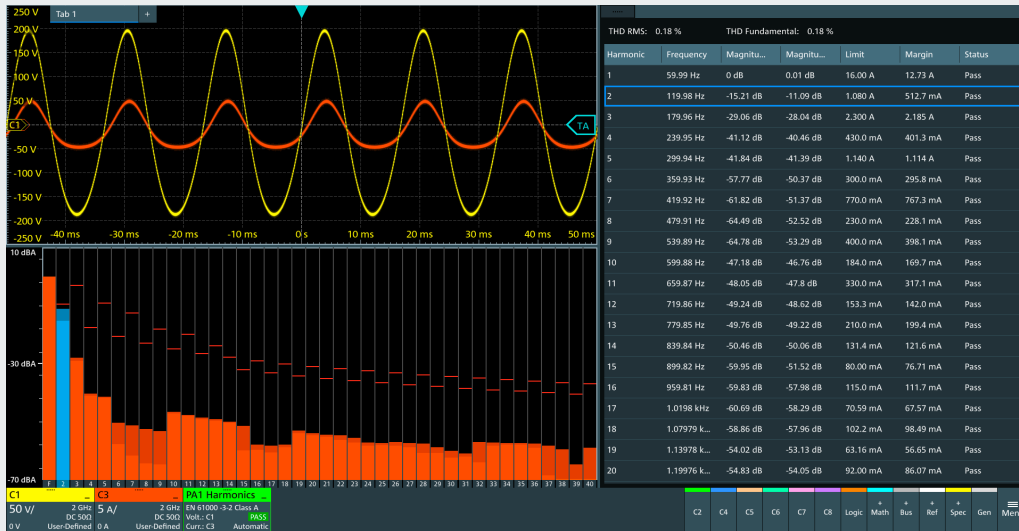 250 V
Tab 1
+
200 V
150 V
100 V
50 V
C1
TA
-50 V
-100 V
-150 V
-200 V
-250 V -40 ms -30 ms -20 ms -10 ms 0 s 10 ms 20 ms 30 ms 40 ms 50 ms
10 dBA
-30 dBA
-70 dBA
F 2 3 4 5 6 7 8 9 10 11 12 13 14 15 16 17 18 19 20 21 22 23 24 25 26 27 28 29 30 31 32 33 34 35 36 37 38 39 40
THD RMS: 0.18 % THD Fundamental: 0.18 %
Harmonic Frequency Magnitu... Magnitu... Limit Margin Status
1 59.99 Hz 0 dB 0.01 dB 16.00 A 12.73 A Pass
2 119.98 Hz -15.21 dB -11.09 dB 1.080 A 512.7 mA Pass
3 179.96 Hz -29.06 dB -28.04 dB 2.300 A 2.185 A Pass
4 239.95 Hz -41.12 dB -40.46 dB 430.0 mA 401.3 mA Pass
5 299.94 Hz -41.84 dB -41.39 dB 1.140 A 1.114 A Pass
6 359.93 Hz -57.77 dB -50.37 dB 300.0 mA 295.8 mA Pass
7 419.92 Hz -61.82 dB -51.37 dB 770.0 mA 767.3 mA Pass
8 479.91 Hz -64.49 dB -52.52 dB 230.0 mA 228.1 mA Pass
9 539.89 Hz -64.78 dB -53.29 dB 400.0 mA 398.1 mA Pass
10 599.88 Hz -47.18 dB -46.76 dB 184.0 mA 169.7 mA Pass
11 659.87 Hz -48.05 dB -47.8 dB 330.0 mA 317.1 mA Pass
12 719.86 Hz -49.24 dB -48.62 dB 153.3 mA 142.0 mA Pass
13 779.85 Hz -49.76 dB -49.22 dB 210.0 mA 199.4 mA Pass
14 839.84 Hz -50.46 dB -50.06 dB 131.4 mA 121.6 mA Pass
15 899.82 Hz -59.95 dB -51.52 dB 80.00 mA 76.71 mA Pass
16 959.81 Hz -59.83 dB -57.98 dB 115.0 mA 111.7 mA Pass
17 1.0198 kHz -60.69 dB -58.29 dB 70.59 mA 67.57 mA Pass
18 1.07979 k... -58.86 dB -57.96 dB 102.2 mA 98.49 mA Pass
19 1.13978 k... -54.02 dB -53.13 dB 63.16 mA 56.65 mA Pass
20 1.19976 k... -54.83 dB -54.05 dB 92.00 mA 86.07 mA Pass
C1 C3 PA1 Harmonics
50 V/ 2 GHz 5 A/ 2 GHz EN 61000 -3-2 Class A
DC 50Ω DC 50Ω Volt.: C1 PASS
0 V User-Defined 0 A User-Defined Curr.: C3 Automatic
C2 C4 C5 C6 C7 C8 Logic + Math + Bus + Ref + Spec Gen Men